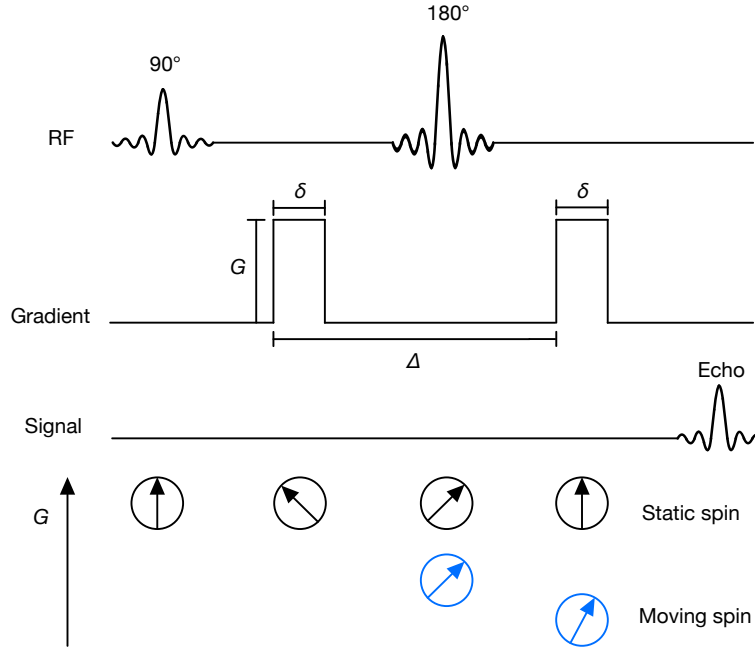 180°
90°
RF
δ
δ
G
Gradient
Δ
Echo
Signal
G
Static spin
Moving spin